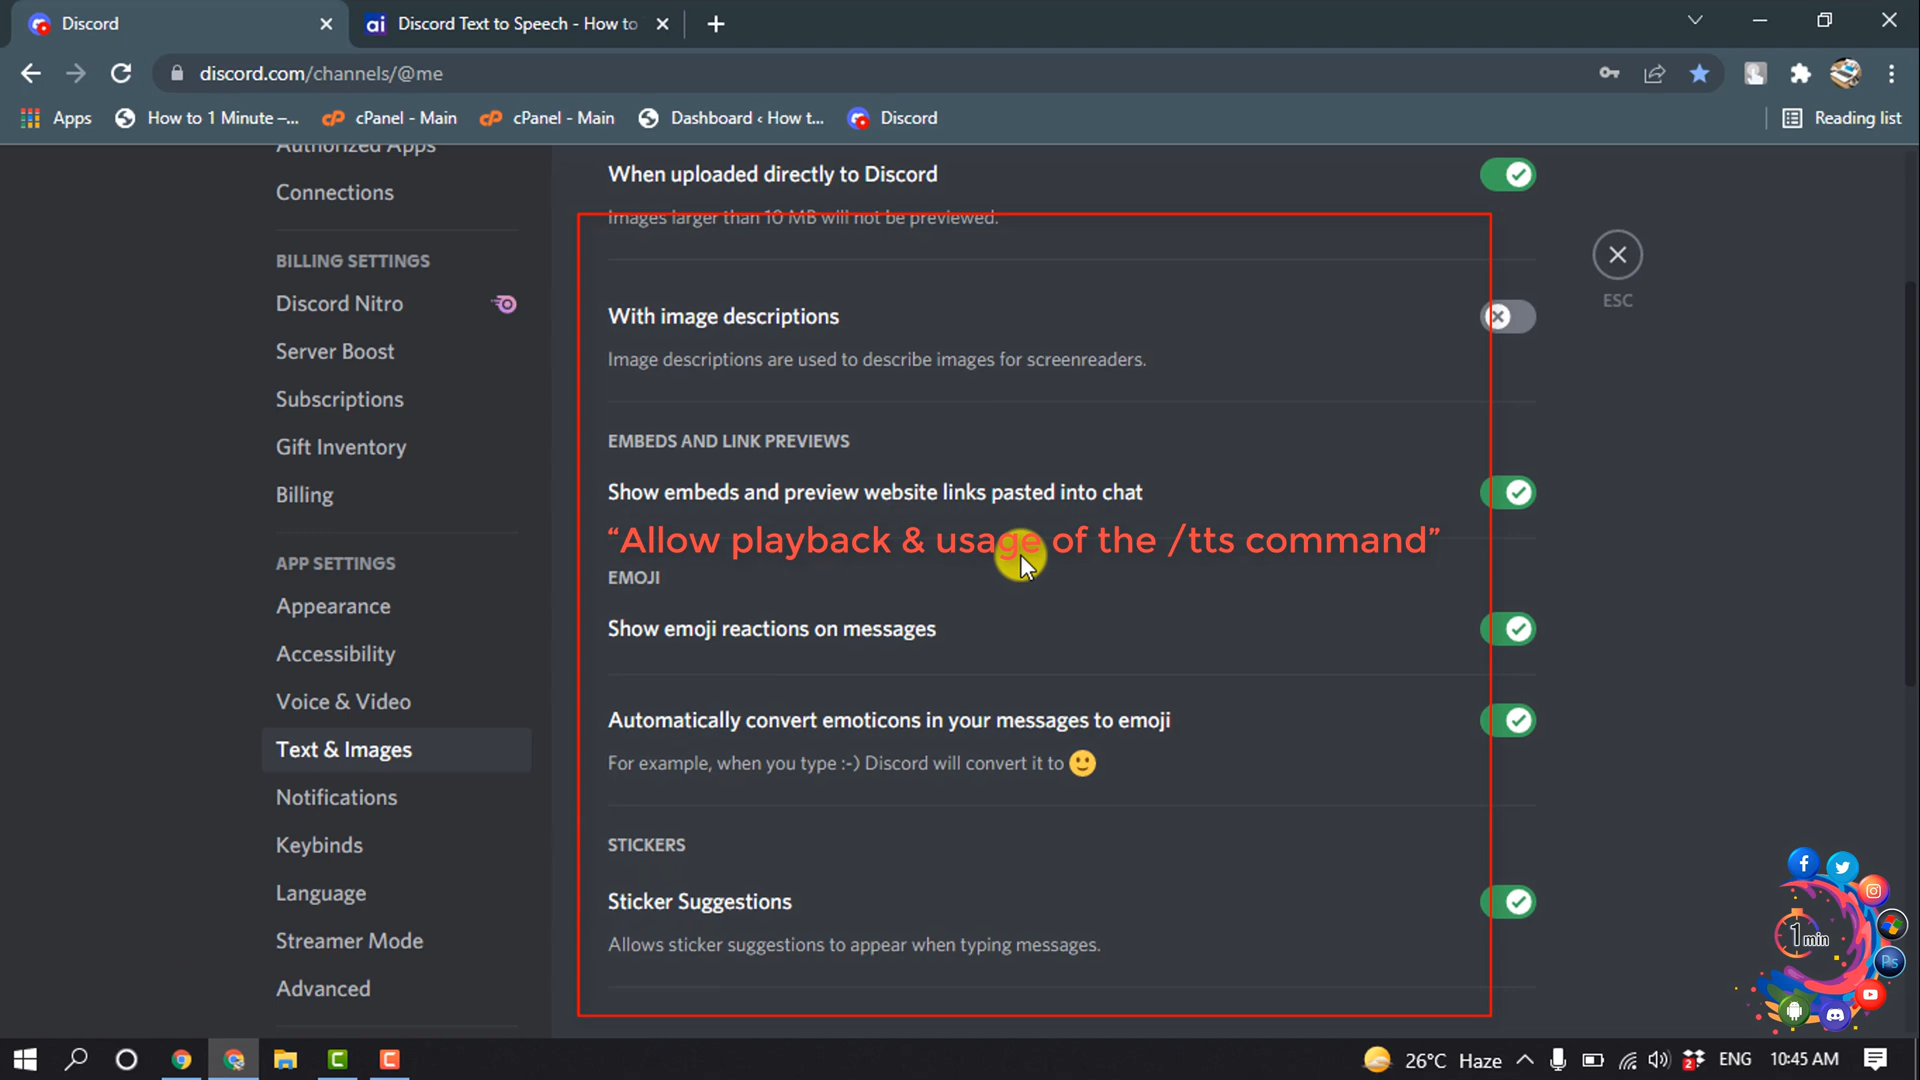 Discord
ai Discord Text to Speech - How to
discord.com/channels/@me
Apps
How to 1 Minute –...
cP cPanel - Main
cP cPanel - Main
Dashboard ‹ How t...
Discord
Reading list
Authorized Apps
Connections
BILLING SETTINGS
Discord Nitro
Server Boost
Subscriptions
Gift Inventory
Billing
APP SETTINGS
Appearance
Accessibility
Voice & Video
Text & Images
Notifications
Keybinds
Language
Streamer Mode
Advanced
When uploaded directly to Discord
Images larger than 10 MB will not be previewed.
With image descriptions
Image descriptions are used to describe images for screenreaders.
EMBEDS AND LINK PREVIEWS
Show embeds and preview website links pasted into chat
“Allow playback & usage of the /tts command”
EMOJI
Show emoji reactions on messages
Automatically convert emoticons in your messages to emoji
For example, when you type :-) Discord will convert it to
STICKERS
Sticker Suggestions
Allows sticker suggestions to appear when typing messages.
ESC
1 min
Ps
C
C
26°C Haze
2
ENG
10:45 AM